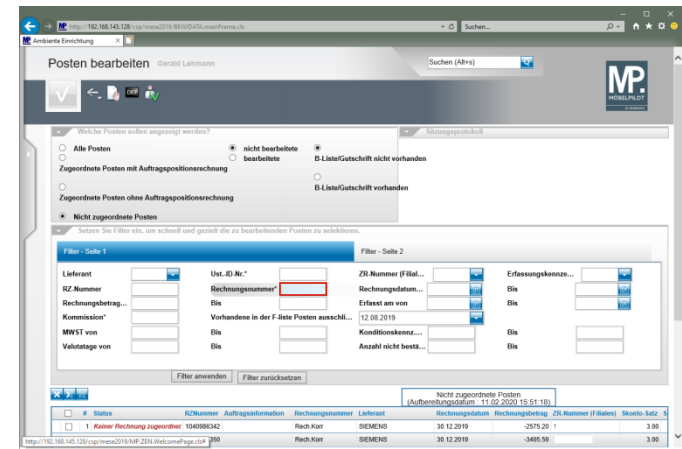 http://192.168.145.128/csp/mese2019/BEWIDATA.mainFrame.cls
Suchen...
Ambiente Einrichtung
Posten bearbeiten Gerald Lehmann
Suchen (Alt+s)
MP.
MÖBELPILOT
OFF
Welche Posten sollen angezeigt werden?
Sitzungsprotokoll
Alle Posten
nicht bearbeitete
bearbeitete
B-Liste/Gutschrift nicht vorhanden
Zugeordnete Posten mit Auftragspositionsrechnung
B-Liste/Gutschrift vorhanden
Zugeordnete Posten ohne Auftragspositionsrechnung
Nicht zugeordnete Posten
Setzen Sie Filter ein, um schnell und gezielt die zu bearbeitenden Posten zu selektieren.
Filter - Seite 1
Filter - Seite 2
Lieferant Ust.-ID-Nr.* ZR-Nummer (Filial... Erfassungskennze...
RZ-Nummer Rechnungsnummer* Rechnungsdatum... Bis
Rechnungsbetrag... Bis Erfasst am von Bis
Kommission* Vorhandene in der F-liste Posten ausschli... 12.08.2019
MWST von Bis Konditionskennz.... Bis
Valutatage von Bis Anzahl nicht bestä... Bis
Filter anwenden Filter zurücksetzen
Nicht zugeordnete Posten
(Aufbereitungsdatum : 11.02.2020 15:51:18)
# Status RZNummer Auftragsinformation Rechnungsnummer Lieferant Rechnungsdatum Rechnungsbetrag ZR-Nummer (Filialen) Skonto-Satz S
1 Keiner Rechnung zugeordnet 1040986342 Rech.Korr SIEMENS 30.12.2019 -2575.20 ! 3.00
350 Rech.Korr SIEMENS 30.12.2019 -3405.59 3.00
http://192.168.145.128/csp/mese2019/MP.ZEN.WelcomePage.cls#